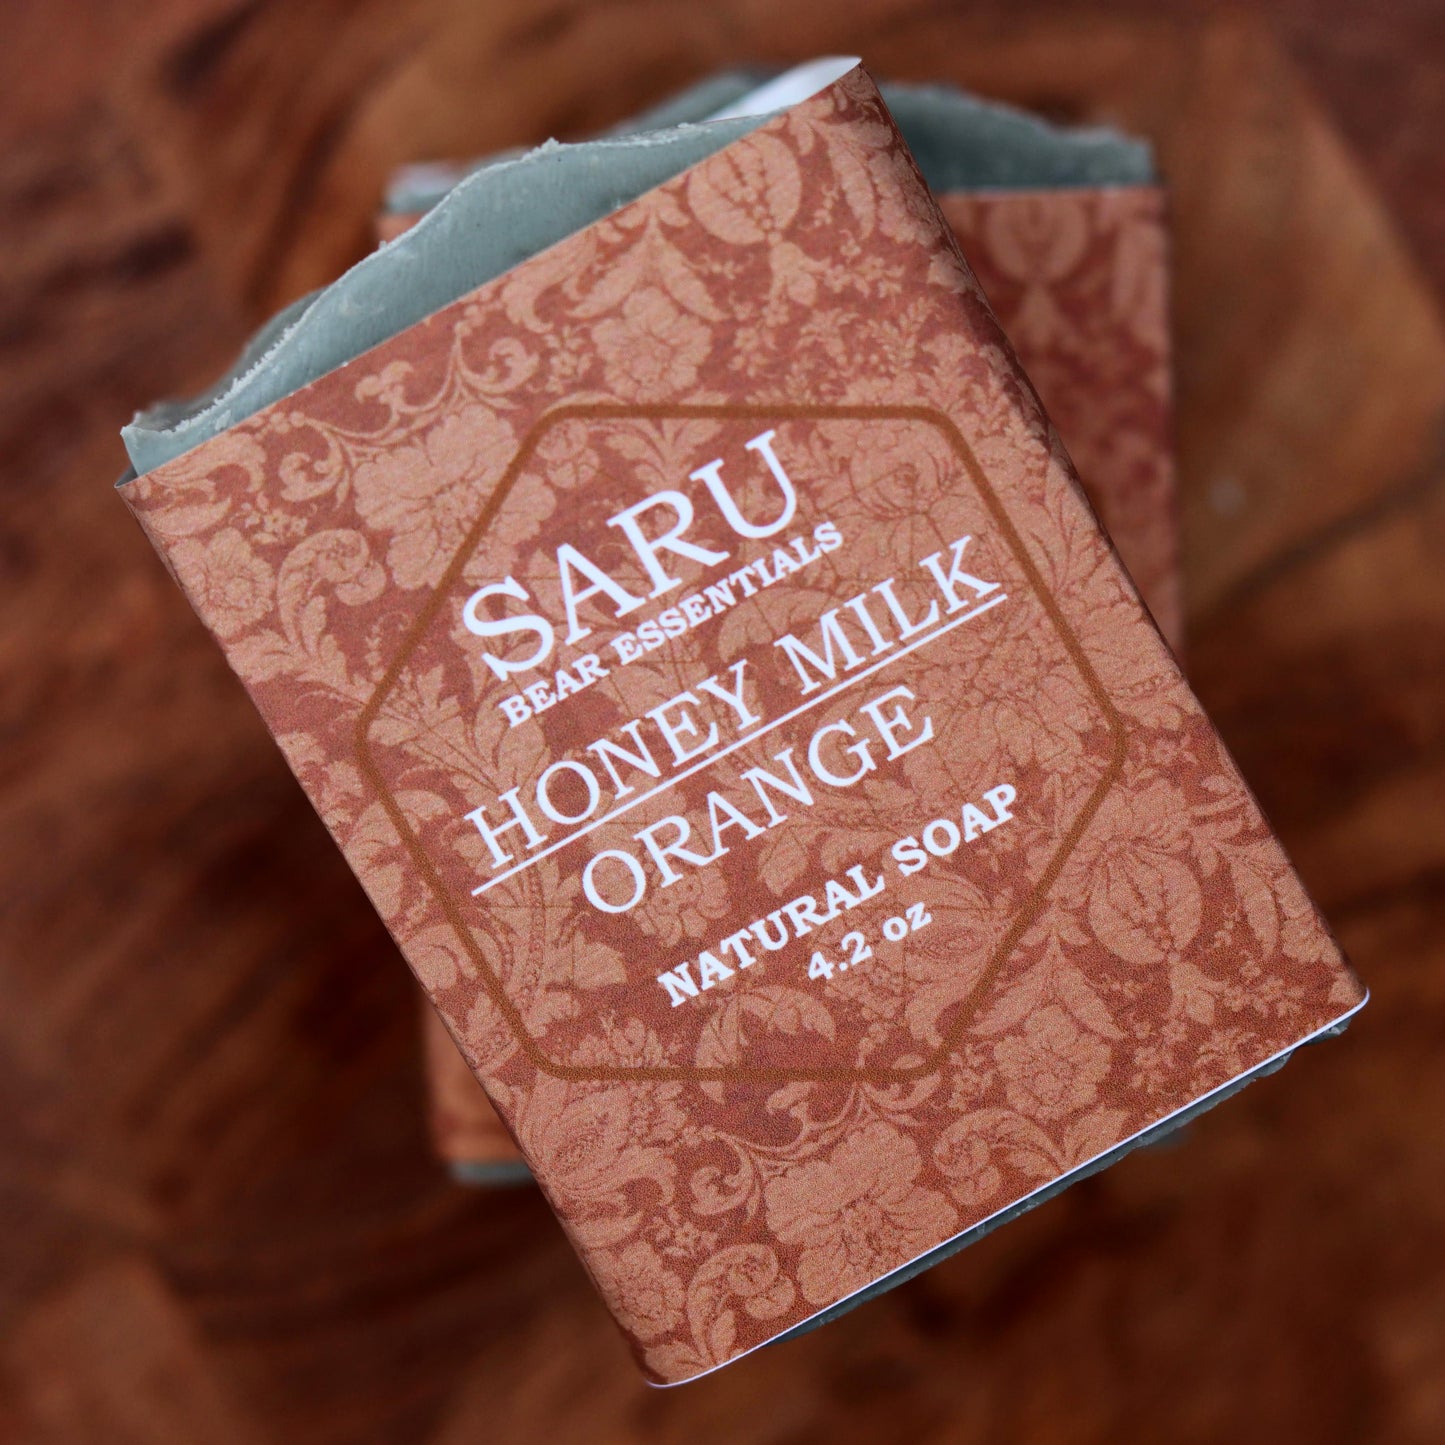 SARU
BEAR ESSENTIALS
HONEY MILK
ORANGE
NATURAL SOAP
4.2 oz